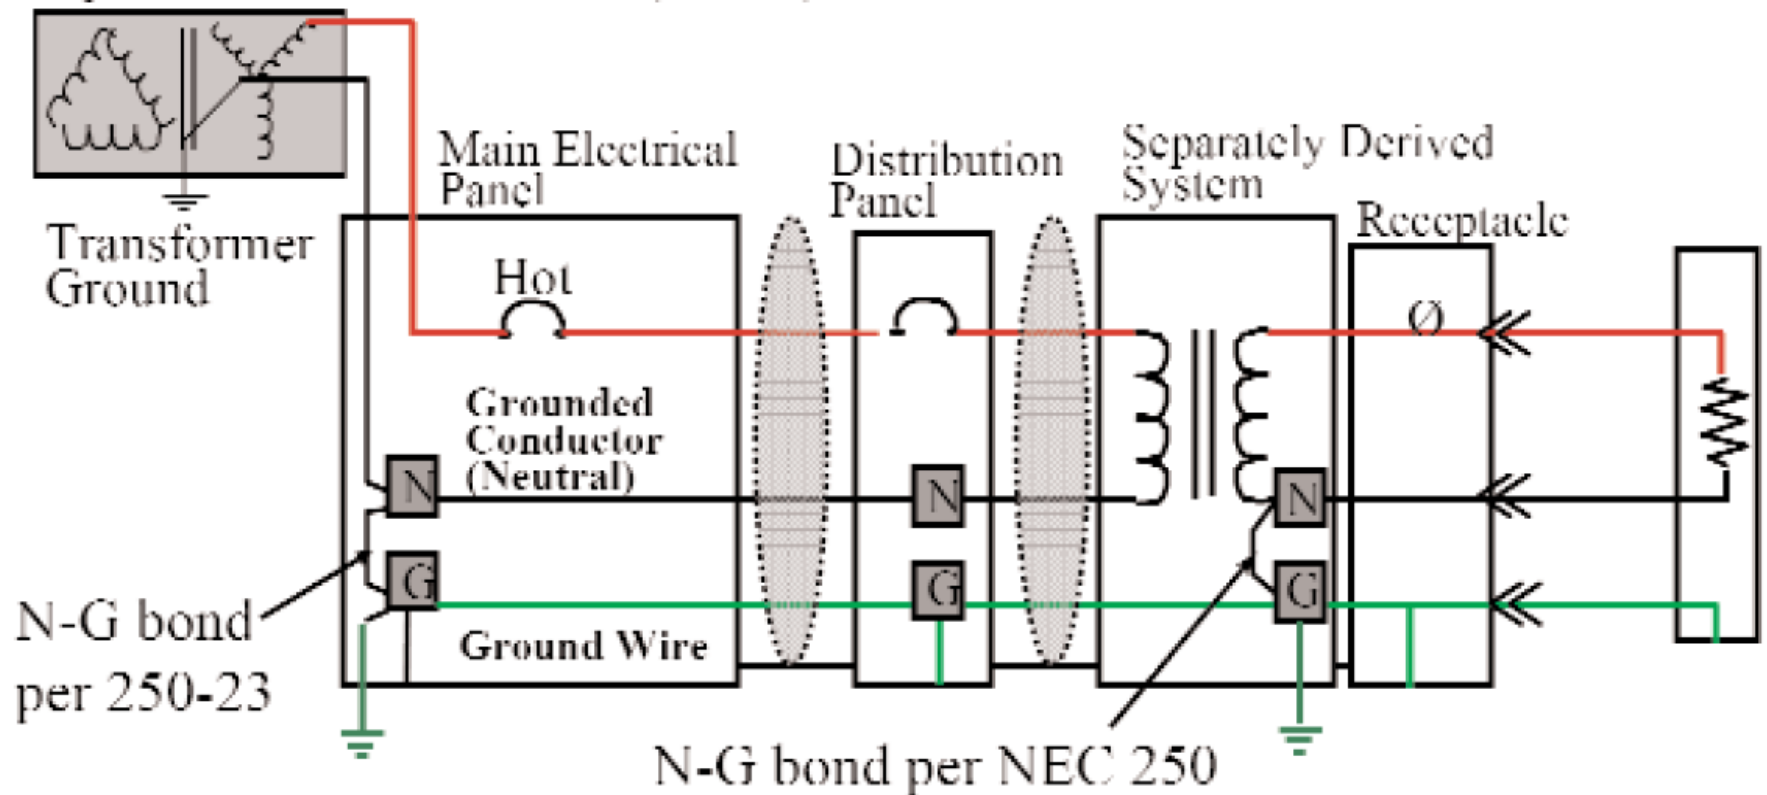 Transformer
Ground
Main Electrical
Panel
Hot
Grounded
Conductor
(Neutral)
N
G
Ground Wire
N-G bond
per 250-23
Distribution
Panel
N
G
Separately Derived
System
N
G
N-G bond per NEC 250
Receptacle
Ø